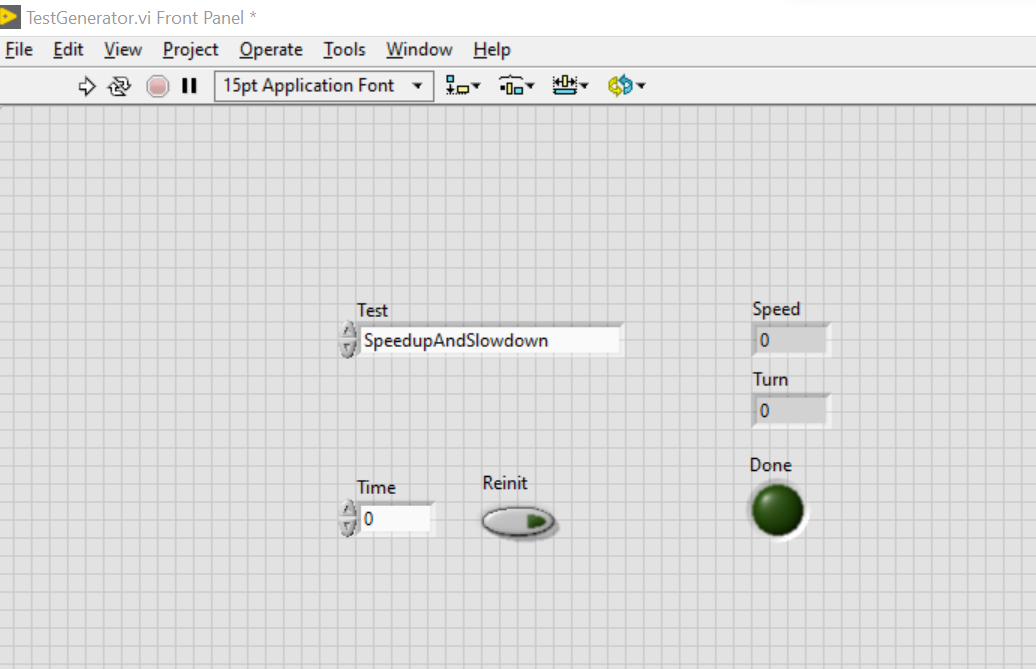 TestGenerator.vi Front Panel *
File Edit View Project Operate Tools Window Help
15pt Application Font
Test
SpeedupAndSlowdown
Speed
0
Turn
0
Time
0
Reinit
Done